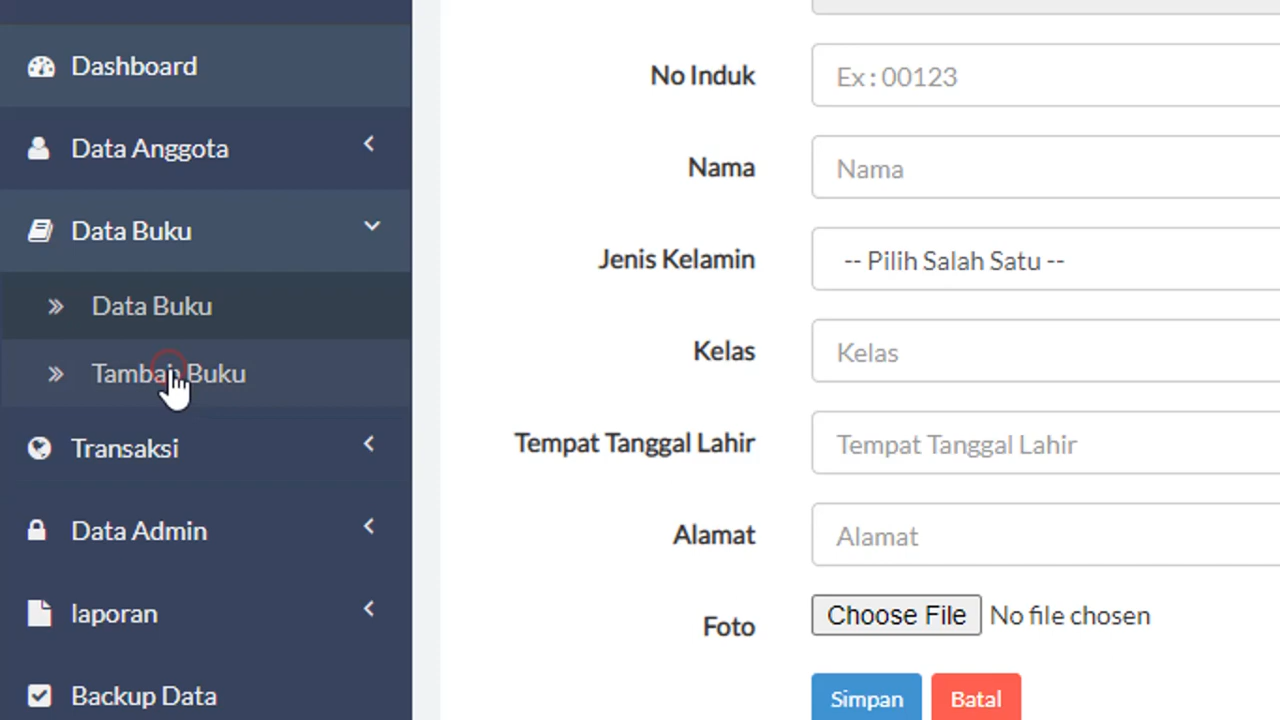 Dashboard
Data Anggota
Data Buku
Data Buku
Tambah Buku
Transaksi
Data Admin
laporan
Backup Data
No Induk
Ex : 00123
Nama
Nama
Jenis Kelamin
-- Pilih Salah Satu --
Kelas
Kelas
Tempat Tanggal Lahir
Tempat Tanggal Lahir
Alamat
Alamat
Foto
Choose File No file chosen
Simpan
Batal